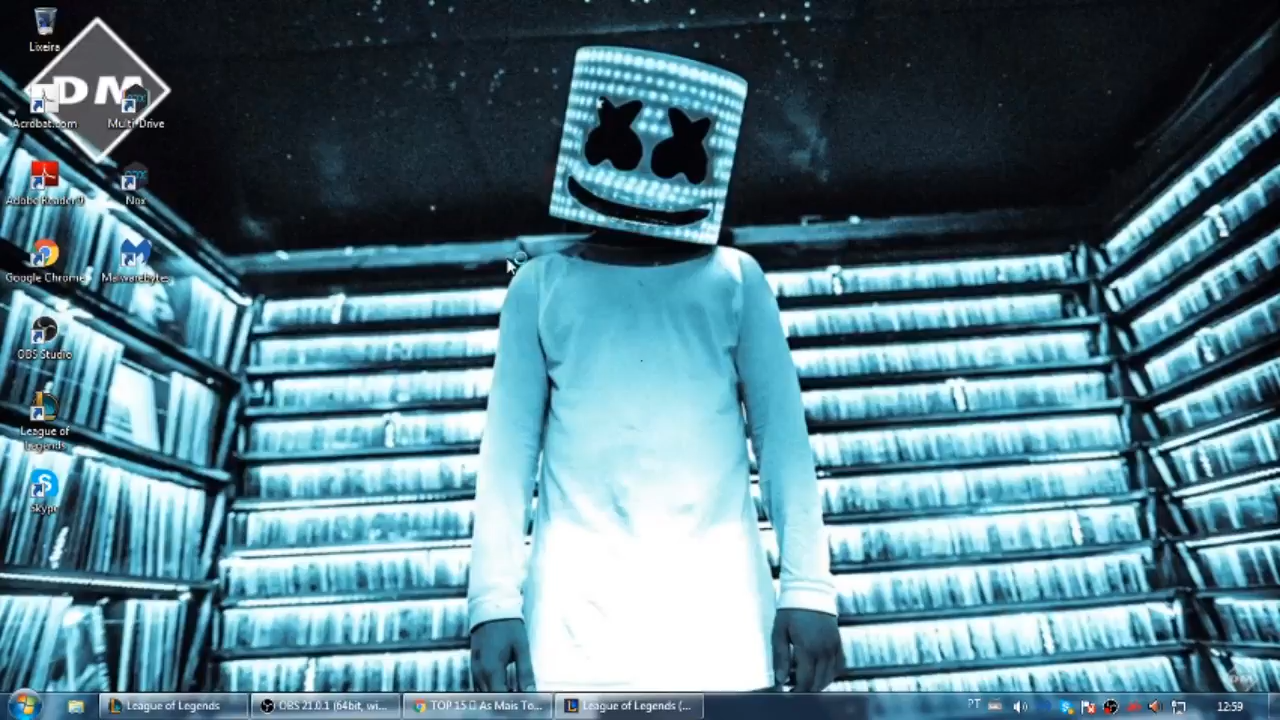 Lixeira
DM
Acrobat.com
Multi-Drive
Adobe Reader 9
Nox
Google Chrome
Malwarebytes
OBS Studio
League of
Legends
Skype
DM
League of Legends
OBS 21.0.1 (64bit, wi...
TOP 15 As Mais To...
League of Legends (...
PT
12:59